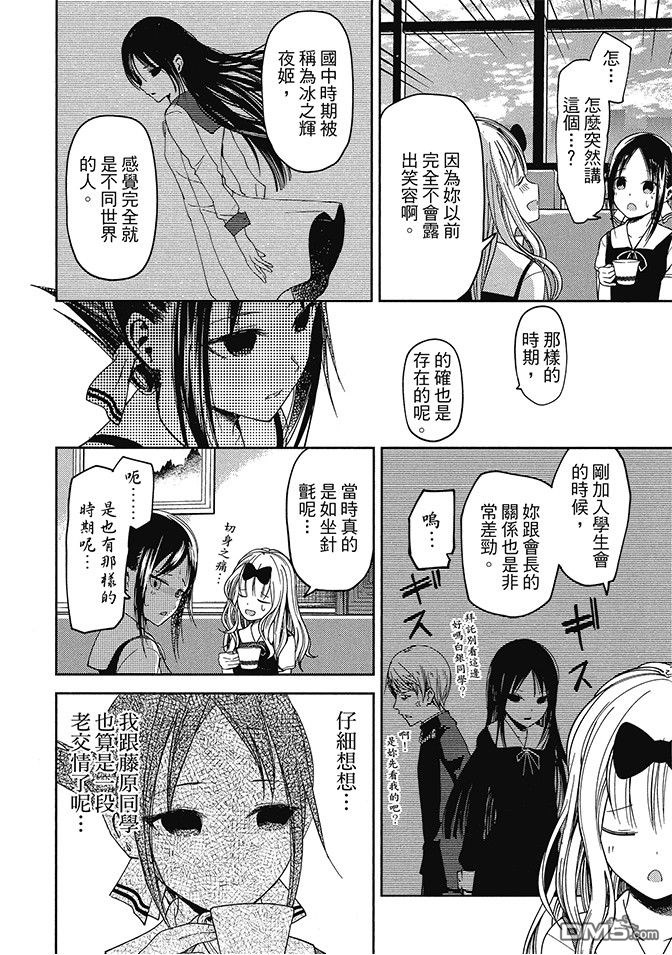 怎…
怎麼突然講
這個…？
因為妳以前
完全不會露
出笑容啊。
國中時期被
稱為冰之輝
夜姬，
感覺完全就
是不同世界
的人。
那樣的
時期，
的確也是
存在的呢。
剛加入學生會
的時候，
妳跟會長的
關係也是非
常差勁。
嗚…
ギス
ギス
拜託別看這邊
好嗎白銀同學？
啊！
是妳先看我的吧？
當時真的
是如坐針
氈呢…
切身之痛…
呃……
是也有那樣的
時期呢…
仔細想想…
我跟藤原同學
也算是一段
老交情了呢…
DM5.com